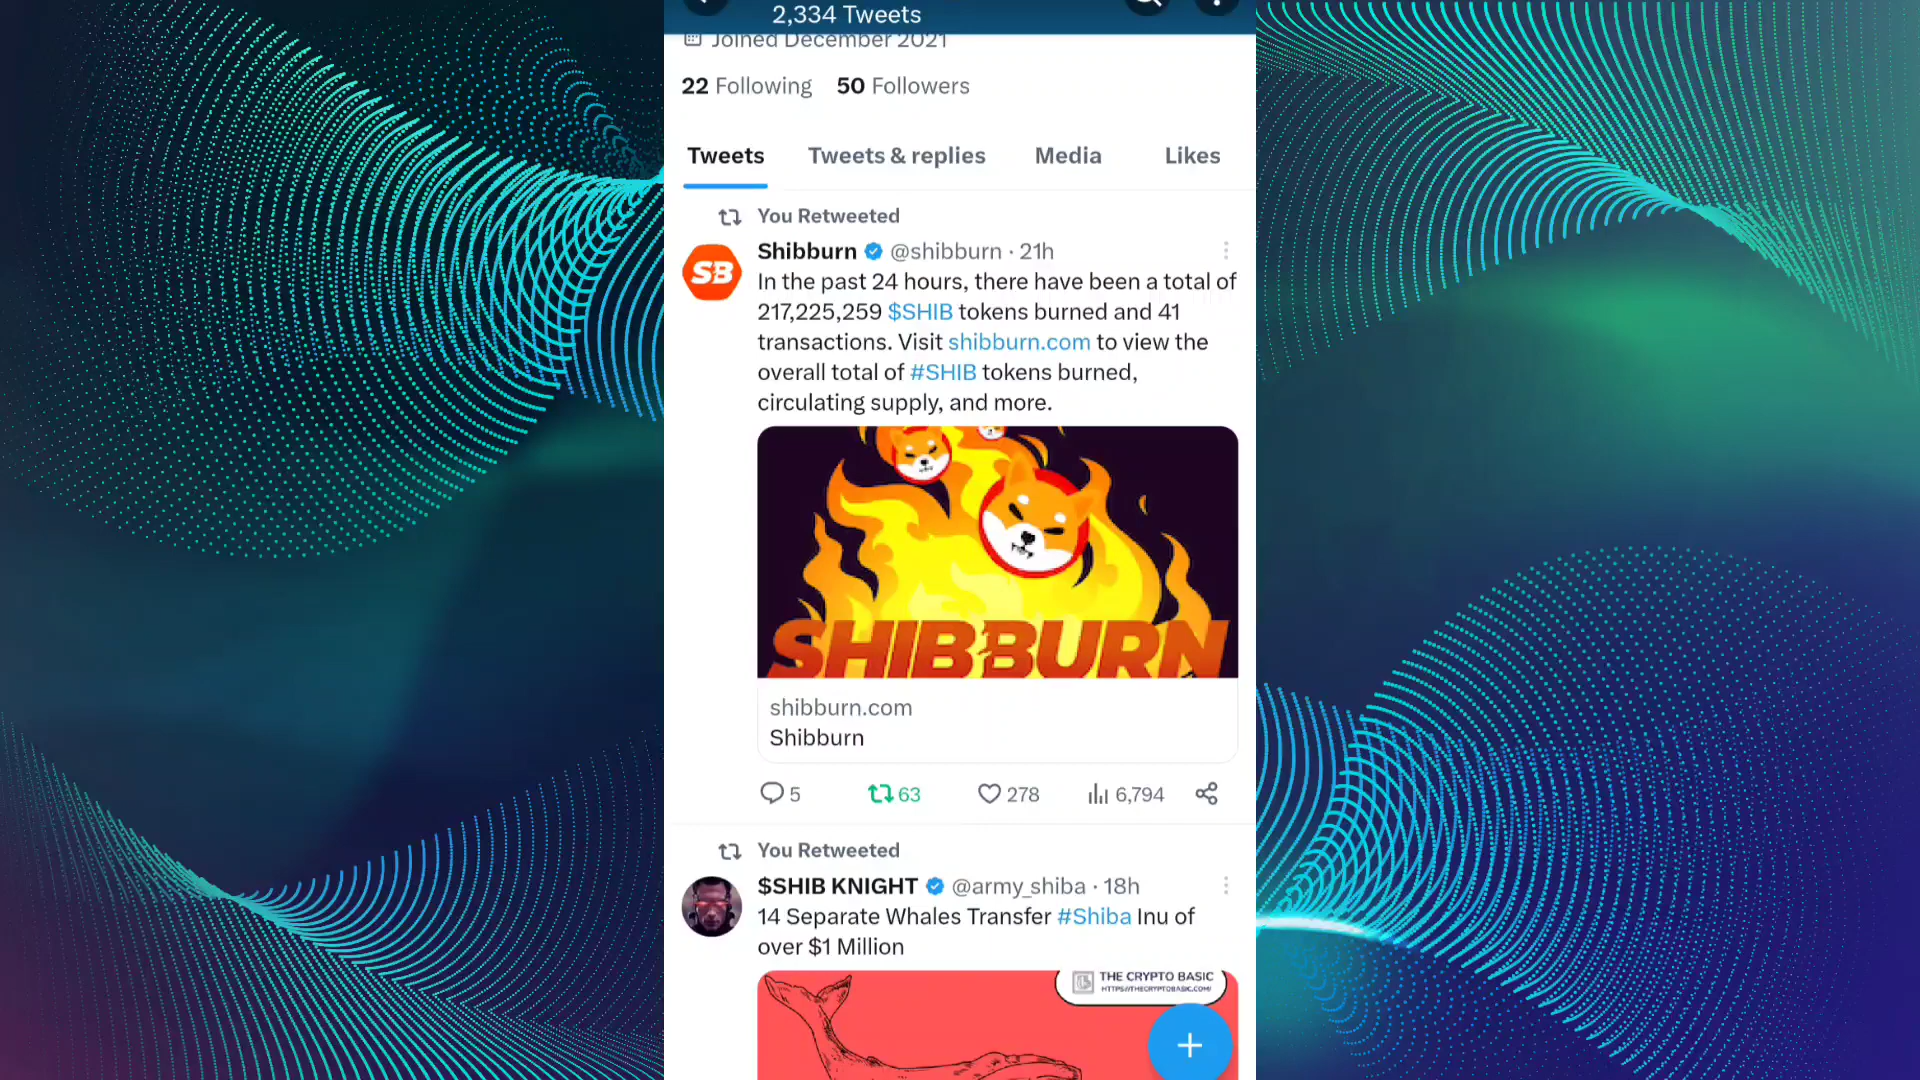 2,334 Tweets
Joined December 2021
22 Following 50 Followers
Tweets Tweets & replies Media Likes
You Retweeted
Shibburn @shibburn · 21h
SB
In the past 24 hours, there have been a total of
217,225,259 $SHIB tokens burned and 41
transactions. Visit shibburn.com to view the
overall total of #SHIB tokens burned,
circulating supply, and more.
SHIBBURN
shibburn.com
Shibburn
5 63 278 6,794
You Retweeted
$SHIB KNIGHT @army_shiba · 18h
14 Separate Whales Transfer #Shiba Inu of
over $1 Million
THE CRYPTO BASIC
HTTPS://THECRYPTOBASIC.COM/